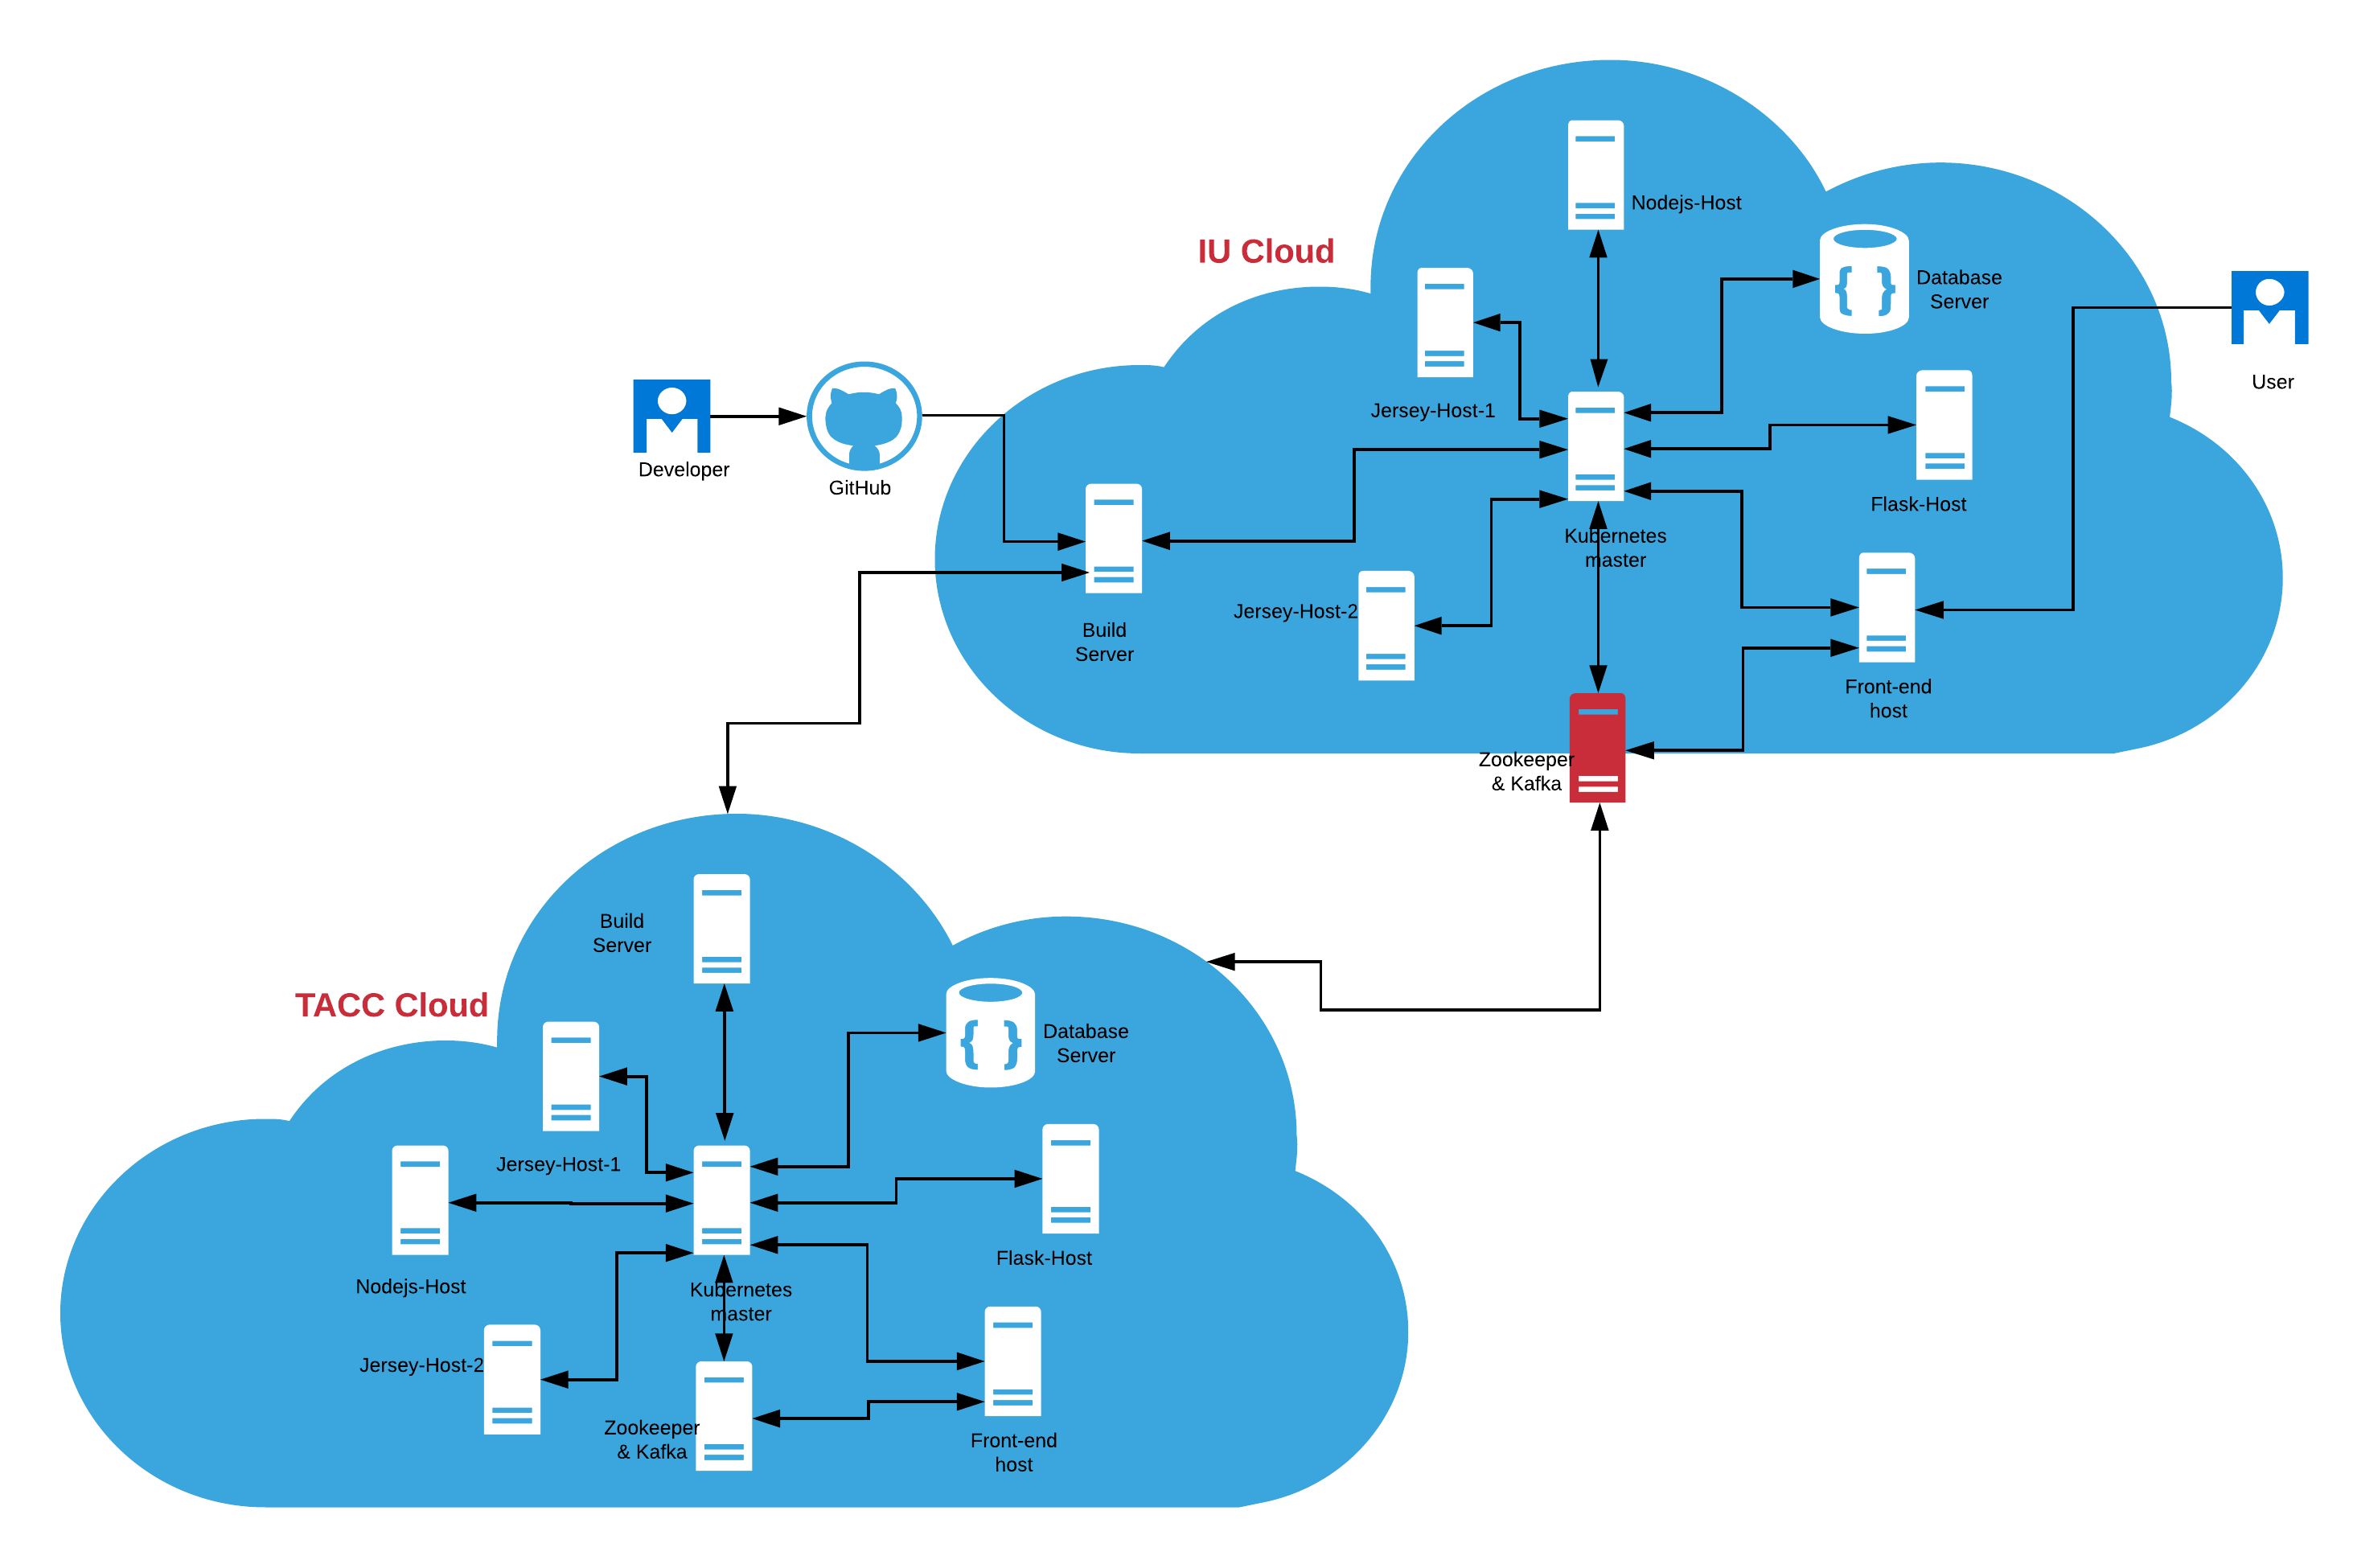 Nodejs-Host
IU Cloud
Database
Server
{ }
User
Jersey-Host-1
Developer
GitHub
Flask-Host
Kubernetes
master
Jersey-Host-2
Build
Server
Front-end
host
Zookeeper
& Kafka
Build
Server
TACC Cloud
Database
Server
{ }
Jersey-Host-1
Flask-Host
Nodejs-Host
Kubernetes
master
Jersey-Host-2
Zookeeper
& Kafka
Front-end
host